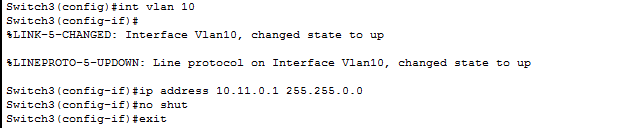 Switch3(config)#int vlan 10
Switch3(config-if)#
%LINK-5-CHANGED: Interface Vlan10, changed state to up
%LINEPROTO-5-UPDOWN: Line protocol on Interface Vlan10, changed state to up
Switch3(config-if)#ip address 10.11.0.1 255.255.0.0
Switch3(config-if)#no shut
Switch3(config-if)#exit